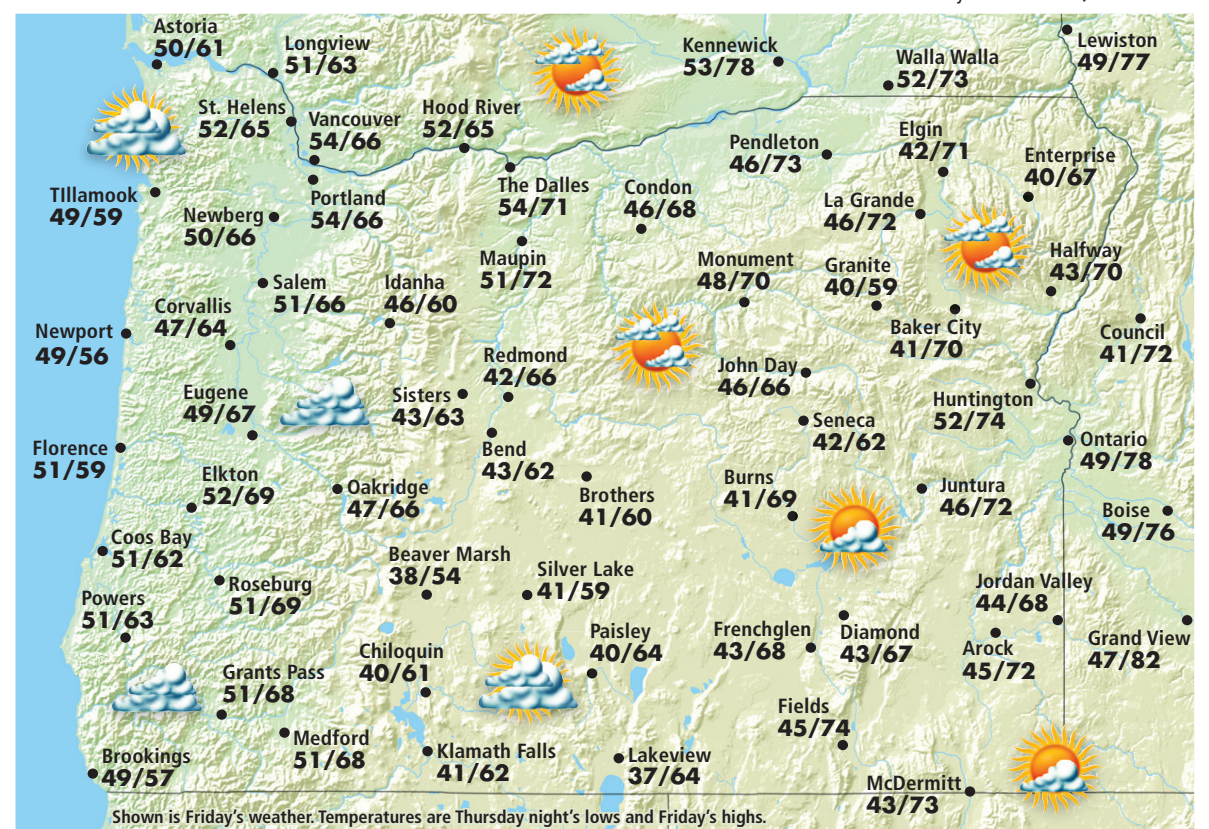 Astoria
50/61
Longview
51/63
Kennewick
53/78
Walla Walla
52/73
Lewiston
49/77
St. Helens
52/65
Vancouver
54/66
Hood River
52/65
Pendleton
46/73
Elgin
42/71
Enterprise
40/67
TIllamook
49/59
Newberg
50/66
Portland
54/66
The Dalles
54/71
Condon
46/68
La Grande
46/72
Maupin
51/72
Monument
48/70
Granite
40/59
Halfway
43/70
Salem
51/66
Idanha
46/60
Corvallis
47/64
Newport
49/56
Baker City
41/70
Council
41/72
Redmond
42/66
John Day
46/66
Eugene
49/67
Sisters
43/63
Huntington
52/74
Seneca
42/62
Florence
51/59
Bend
43/62
Ontario
49/78
Elkton
52/69
Oakridge
47/66
Brothers
41/60
Burns
41/69
Juntura
46/72
Boise
49/76
Coos Bay
51/62
Beaver Marsh
38/54
Silver Lake
41/59
Roseburg
51/69
Jordan Valley
44/68
Powers
51/63
Paisley
40/64
Frenchglen
43/68
Diamond
43/67
Arock
45/72
Grand View
47/82
Chiloquin
40/61
Grants Pass
51/68
Fields
45/74
Medford
51/68
Klamath Falls
41/62
Lakeview
37/64
Brookings
49/57
McDermitt
43/73
Shown is Friday's weather. Temperatures are Thursday night's lows and Friday's highs.